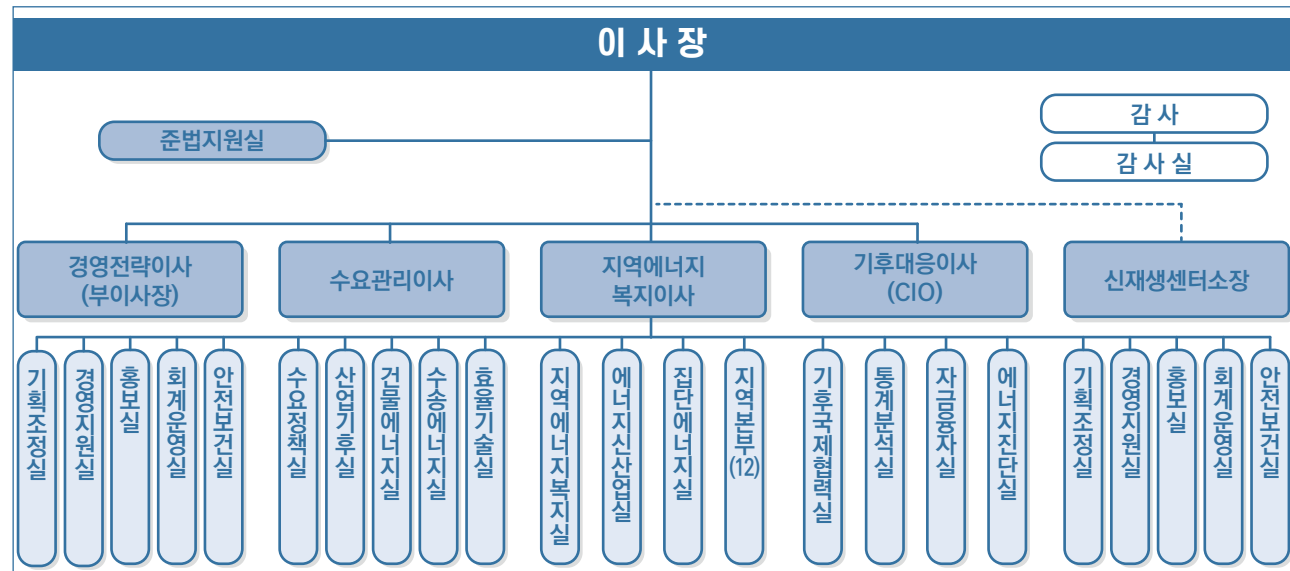 이 사 장
준법지원실
감 사
감 사 실
경영전략이사
(부이사장)
수요관리이사
지역에너지
복지이사
기후대응이사
(CIO)
신재생센터소장
기획조정실
경영지원실
홍보실
회계운영실
안전보건실
수요정책실
산업기후실
건물에너지실
수송에너지실
효율기술실
지역에너지복지실
에너지신산업실
집단에너지실
지역본부
(12)
기후국제협력실
통계분석실
자금융자실
에너지진단실
기획조정실
경영지원실
홍보실
회계운영실
안전보건실